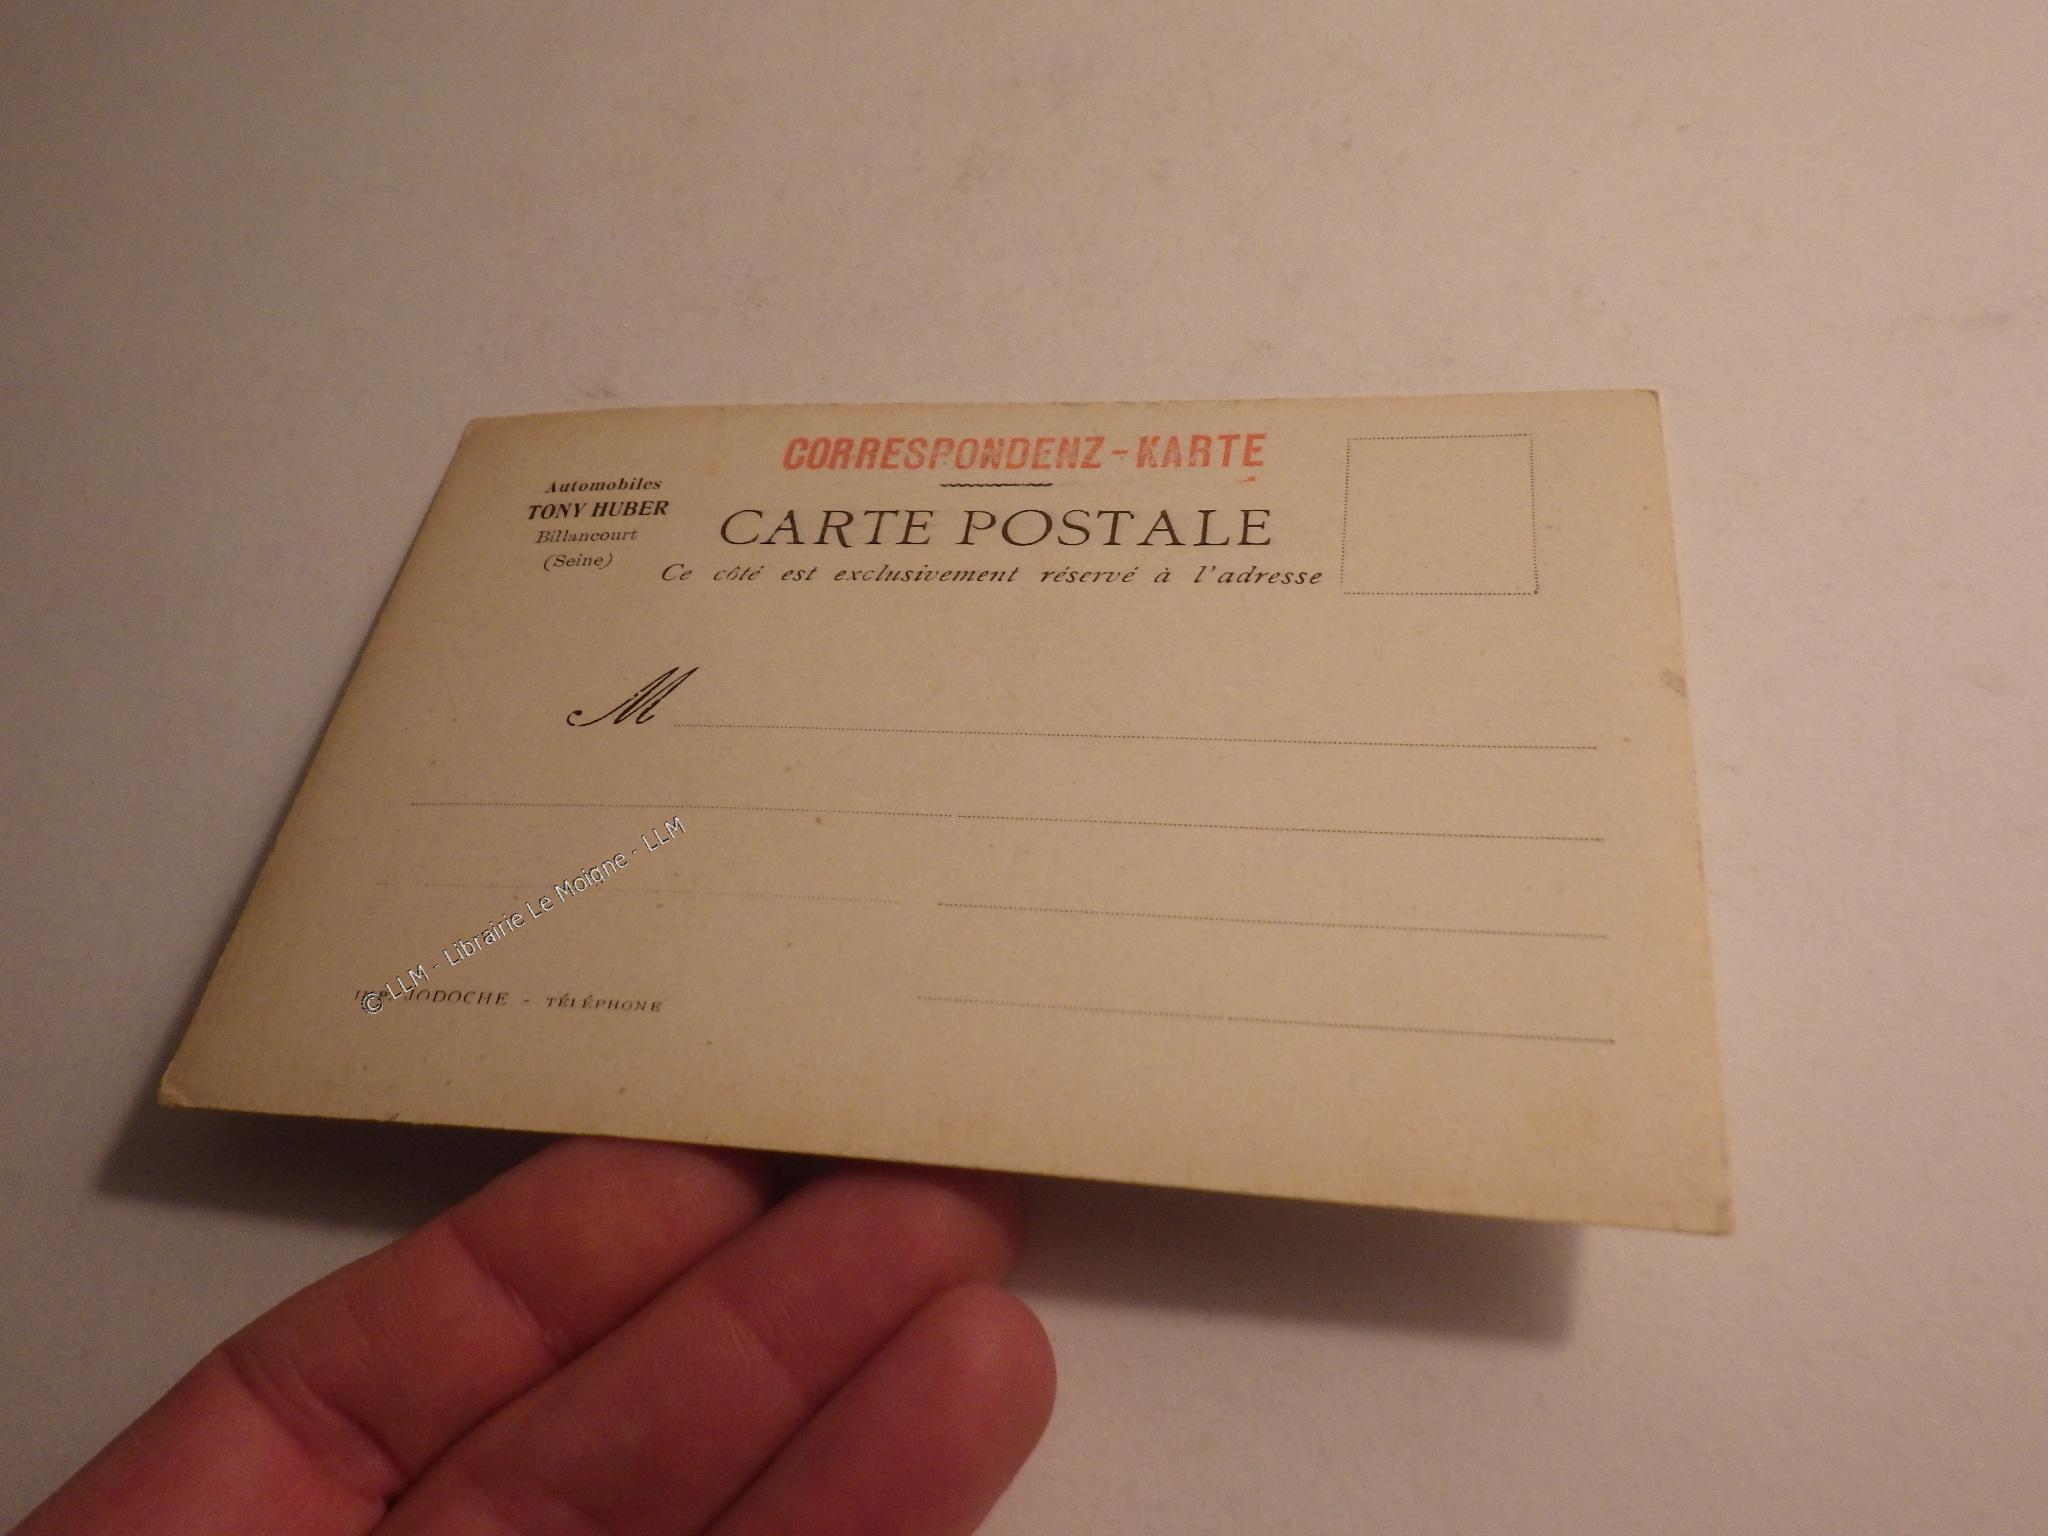 CORRESPONDENZ-KARTE
Automobiles
TONY HUBER
Billancourt
(Seine)
CARTE POSTALE
Ce côté est exclusivement réservé à l'adresse
M
© LLM - Librairie Le Moigne - LLM
IMP. JODOCHE - TÉLÉPHONE